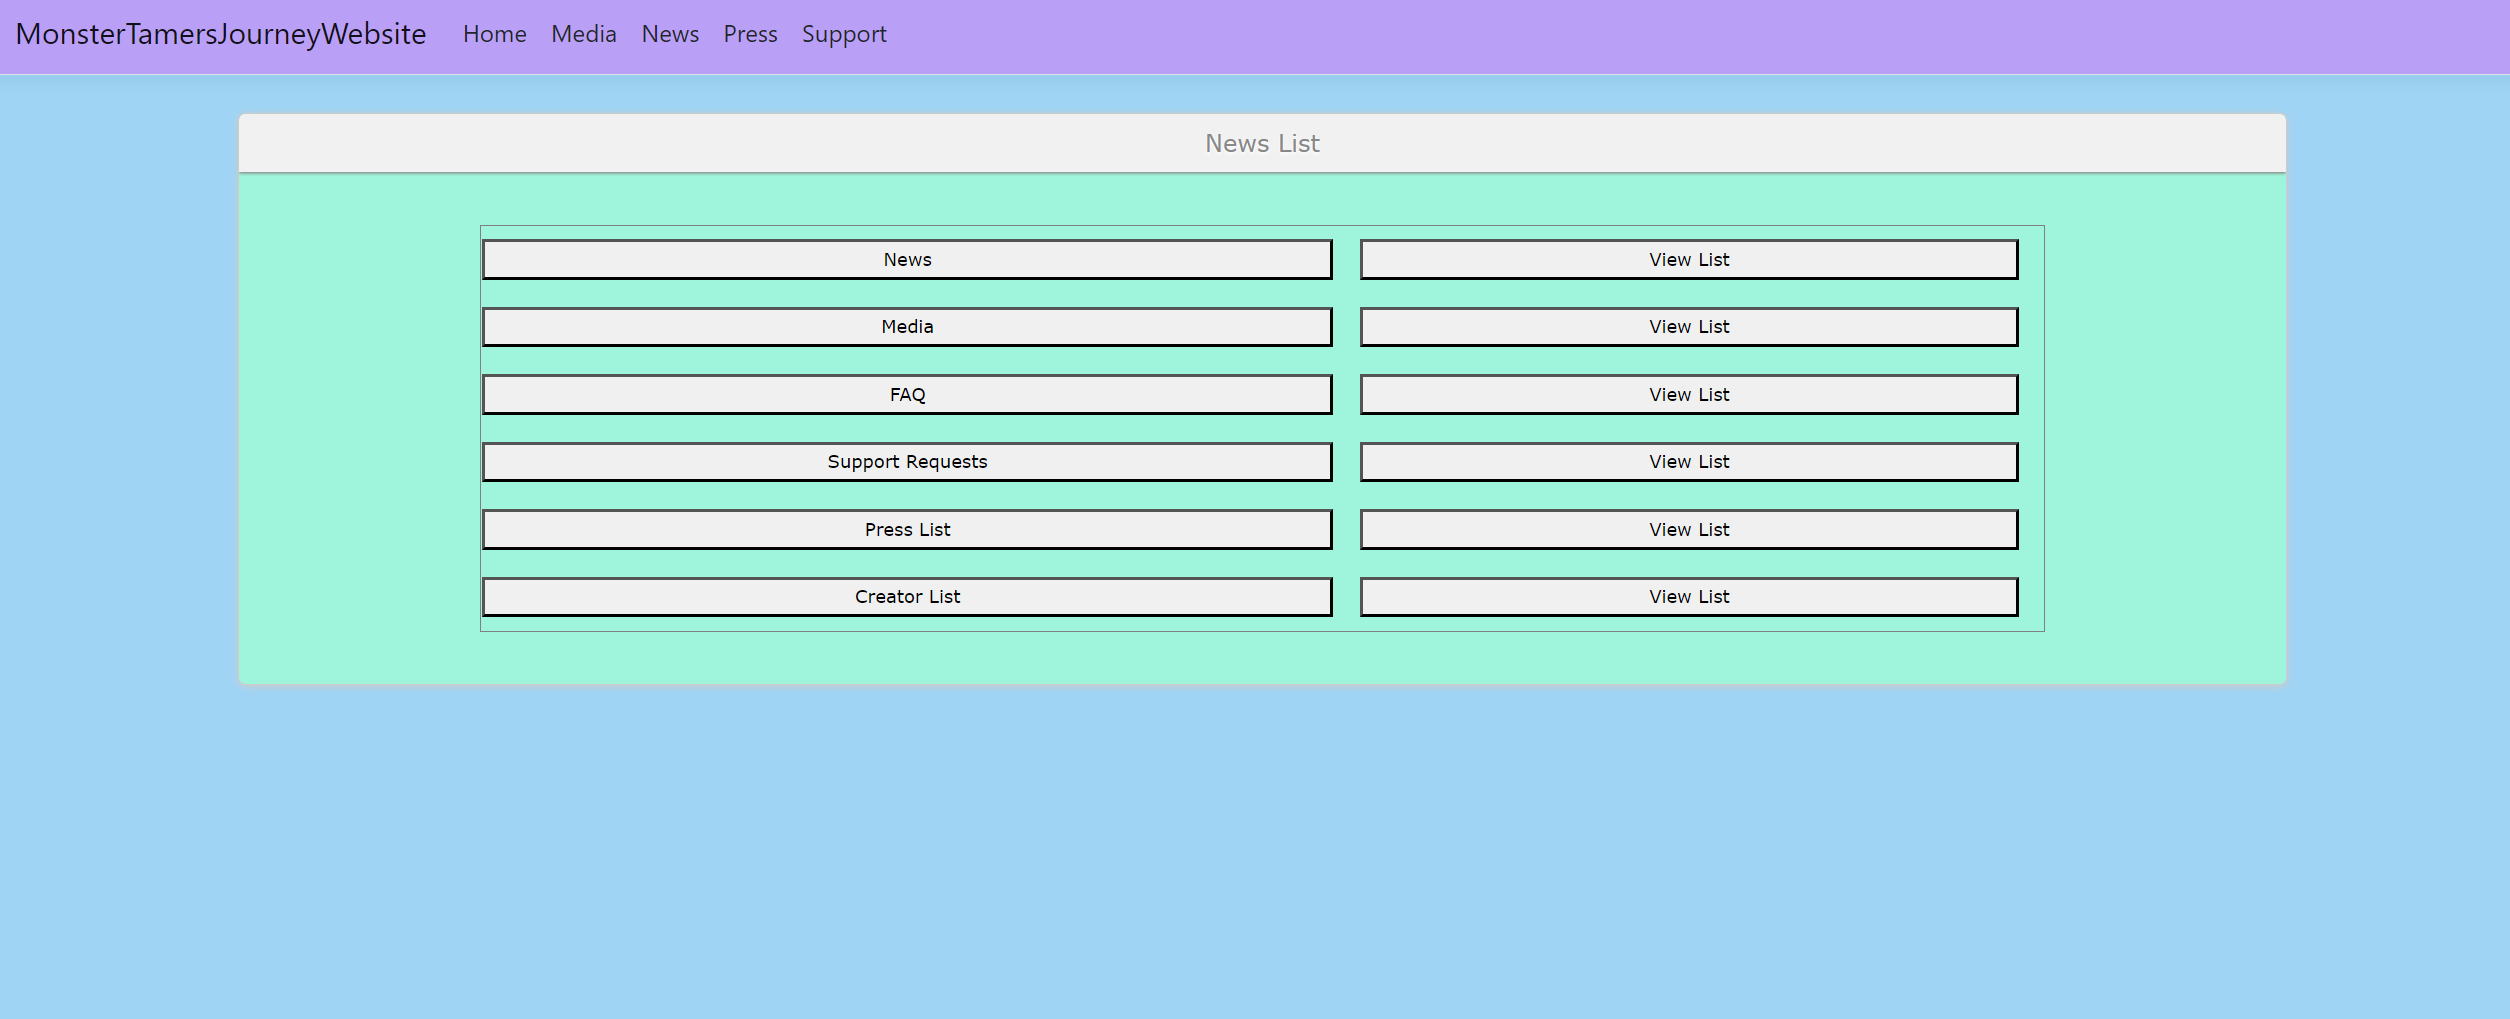 MonsterTamersJourneyWebsite Home Media News Press Support
News List
News View List
Media View List
FAQ View List
Support Requests View List
Press List View List
Creator List View List